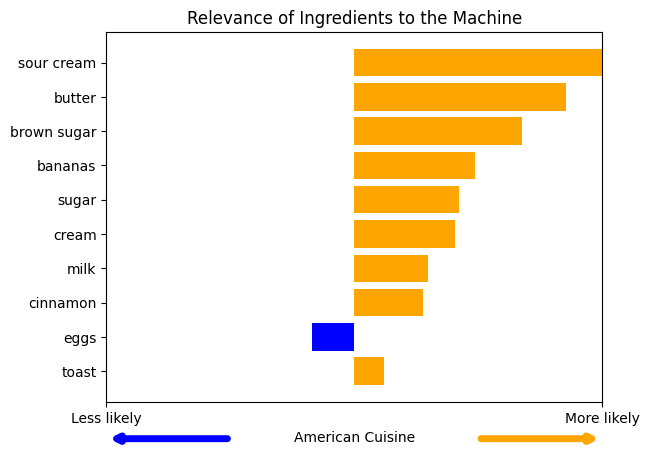 Relevance of Ingredients to the Machine
sour cream
butter
brown sugar
bananas
sugar
cream
milk
cinnamon
eggs
toast
Less likely
More likely
American Cuisine